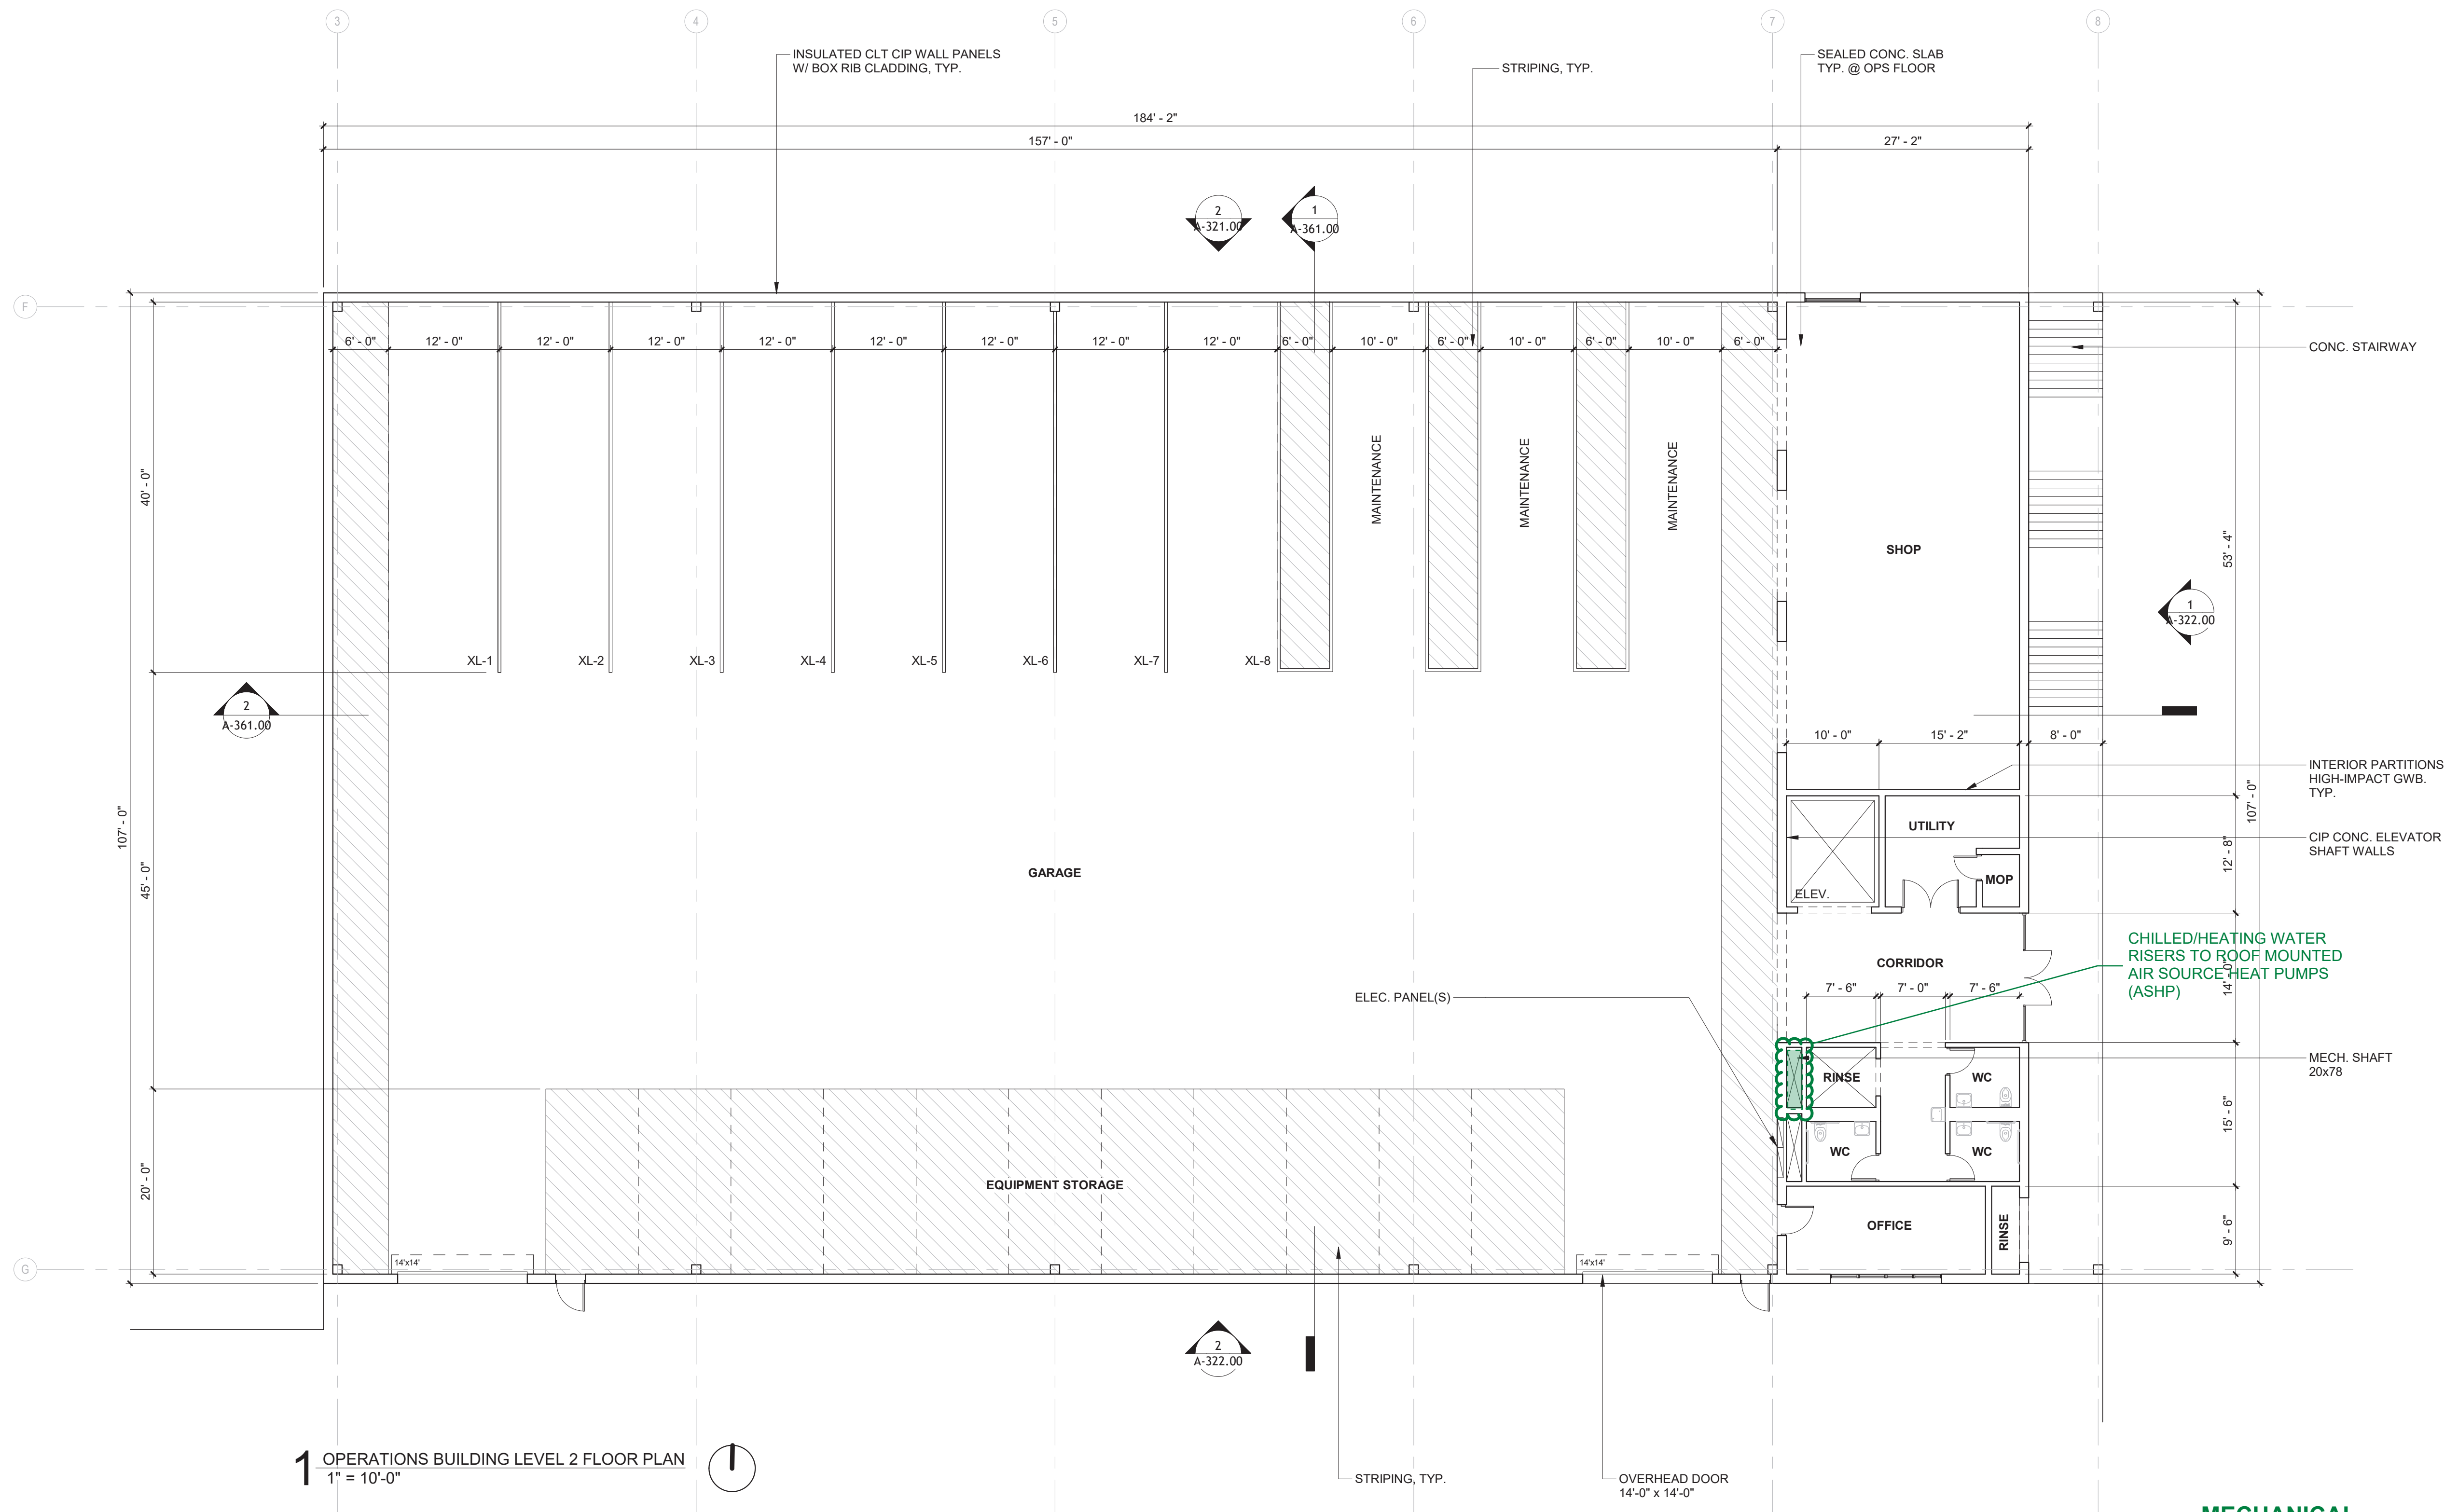 3
4
5
6
7
8
INSULATED CLT CIP WALL PANELS
W/ BOX RIB CLADDING, TYP.
STRIPING, TYP.
SEALED CONC. SLAB
TYP. @ OPS FLOOR
184' - 2"
157' - 0"
27' - 2"
2
A-321.00
1
A-361.00
F
6' - 0"
12' - 0"
12' - 0"
12' - 0"
12' - 0"
12' - 0"
12' - 0"
12' - 0"
12' - 0"
6' - 0"
10' - 0"
6' - 0"
10' - 0"
6' - 0"
10' - 0"
6' - 0"
CONC. STAIRWAY
40' - 0"
MAINTENANCE
MAINTENANCE
MAINTENANCE
SHOP
53' - 4"
1
A-322.00
XL-1
XL-2
XL-3
XL-4
XL-5
XL-6
XL-7
XL-8
2
A-361.00
10' - 0"
15' - 2"
8' - 0"
INTERIOR PARTITIONS
HIGH-IMPACT GWB.
TYP.
107' - 0"
107' - 0"
UTILITY
CIP CONC. ELEVATOR
SHAFT WALLS
12' - 8"
45' - 0"
GARAGE
MOP
ELEV.
CHILLED/HEATING WATER
RISERS TO ROOF MOUNTED
AIR SOURCE HEAT PUMPS
(ASHP)
14' - 0"
CORRIDOR
7' - 6"
7' - 0"
7' - 6"
ELEC. PANEL(S)
MECH. SHAFT
20x78
RINSE
WC
15' - 6"
WC
WC
20' - 0"
EQUIPMENT STORAGE
OFFICE
RINSE
9' - 6"
G
14'x14'
14'x14'
2
A-322.00
1
OPERATIONS BUILDING LEVEL 2 FLOOR PLAN
1" = 10'-0"
STRIPING, TYP.
OVERHEAD DOOR
14'-0" x 14'-0"
MECHANICAL